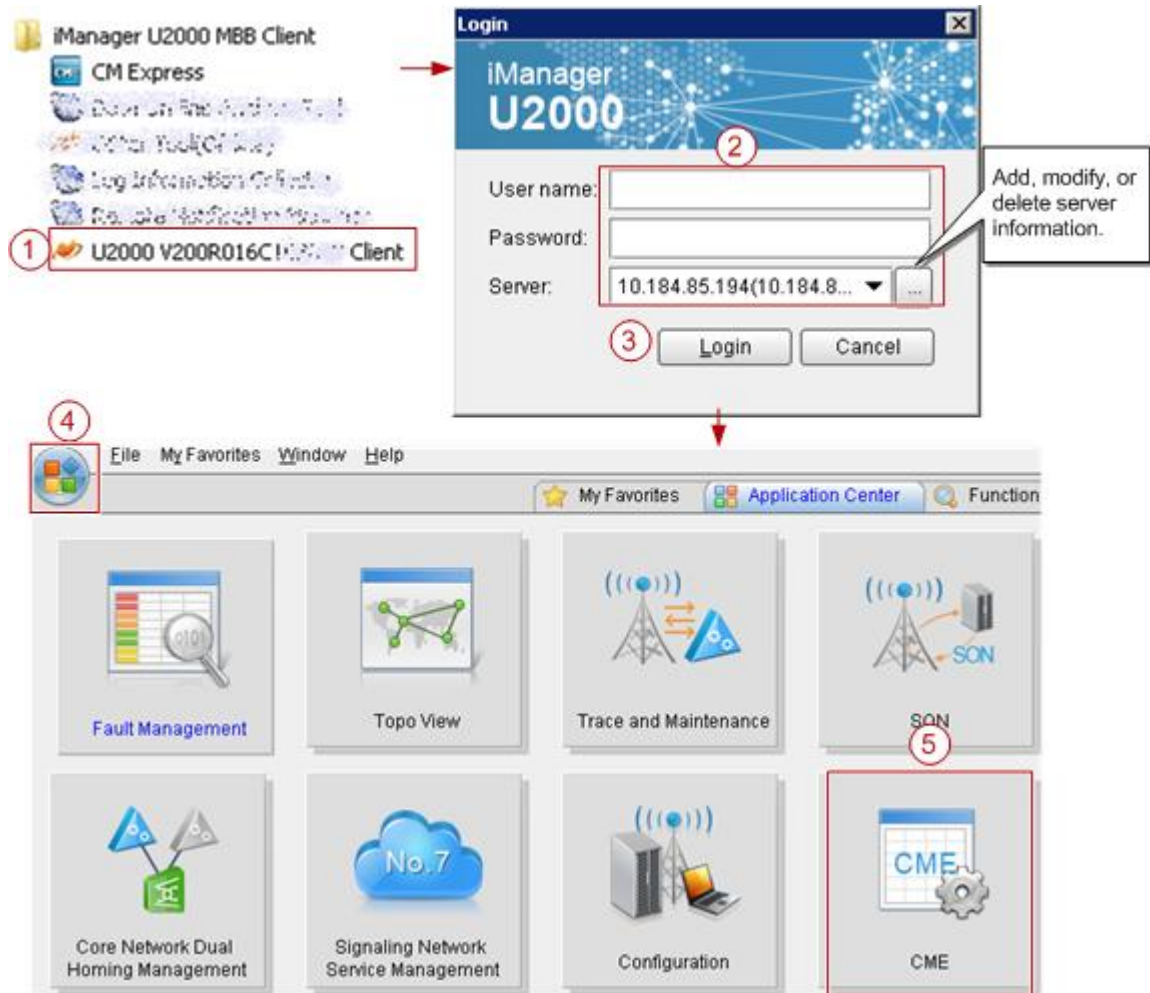 iManager U2000 MBB Client
CM Express
1
U2000 V200R016C Client
Login
iManager
U2000
2
User name:
Password:
Server:
10.184.85.194(10.184.8...
...
Add, modify, or
delete server
information.
3
Login
Cancel
4
File My Favorites Window Help
My Favorites
Application Center
Function
Fault Management
Topo View
Trace and Maintenance
SON
SON
5
Core Network Dual
Homing Management
No.7
Signaling Network
Service Management
Configuration
CME
CME